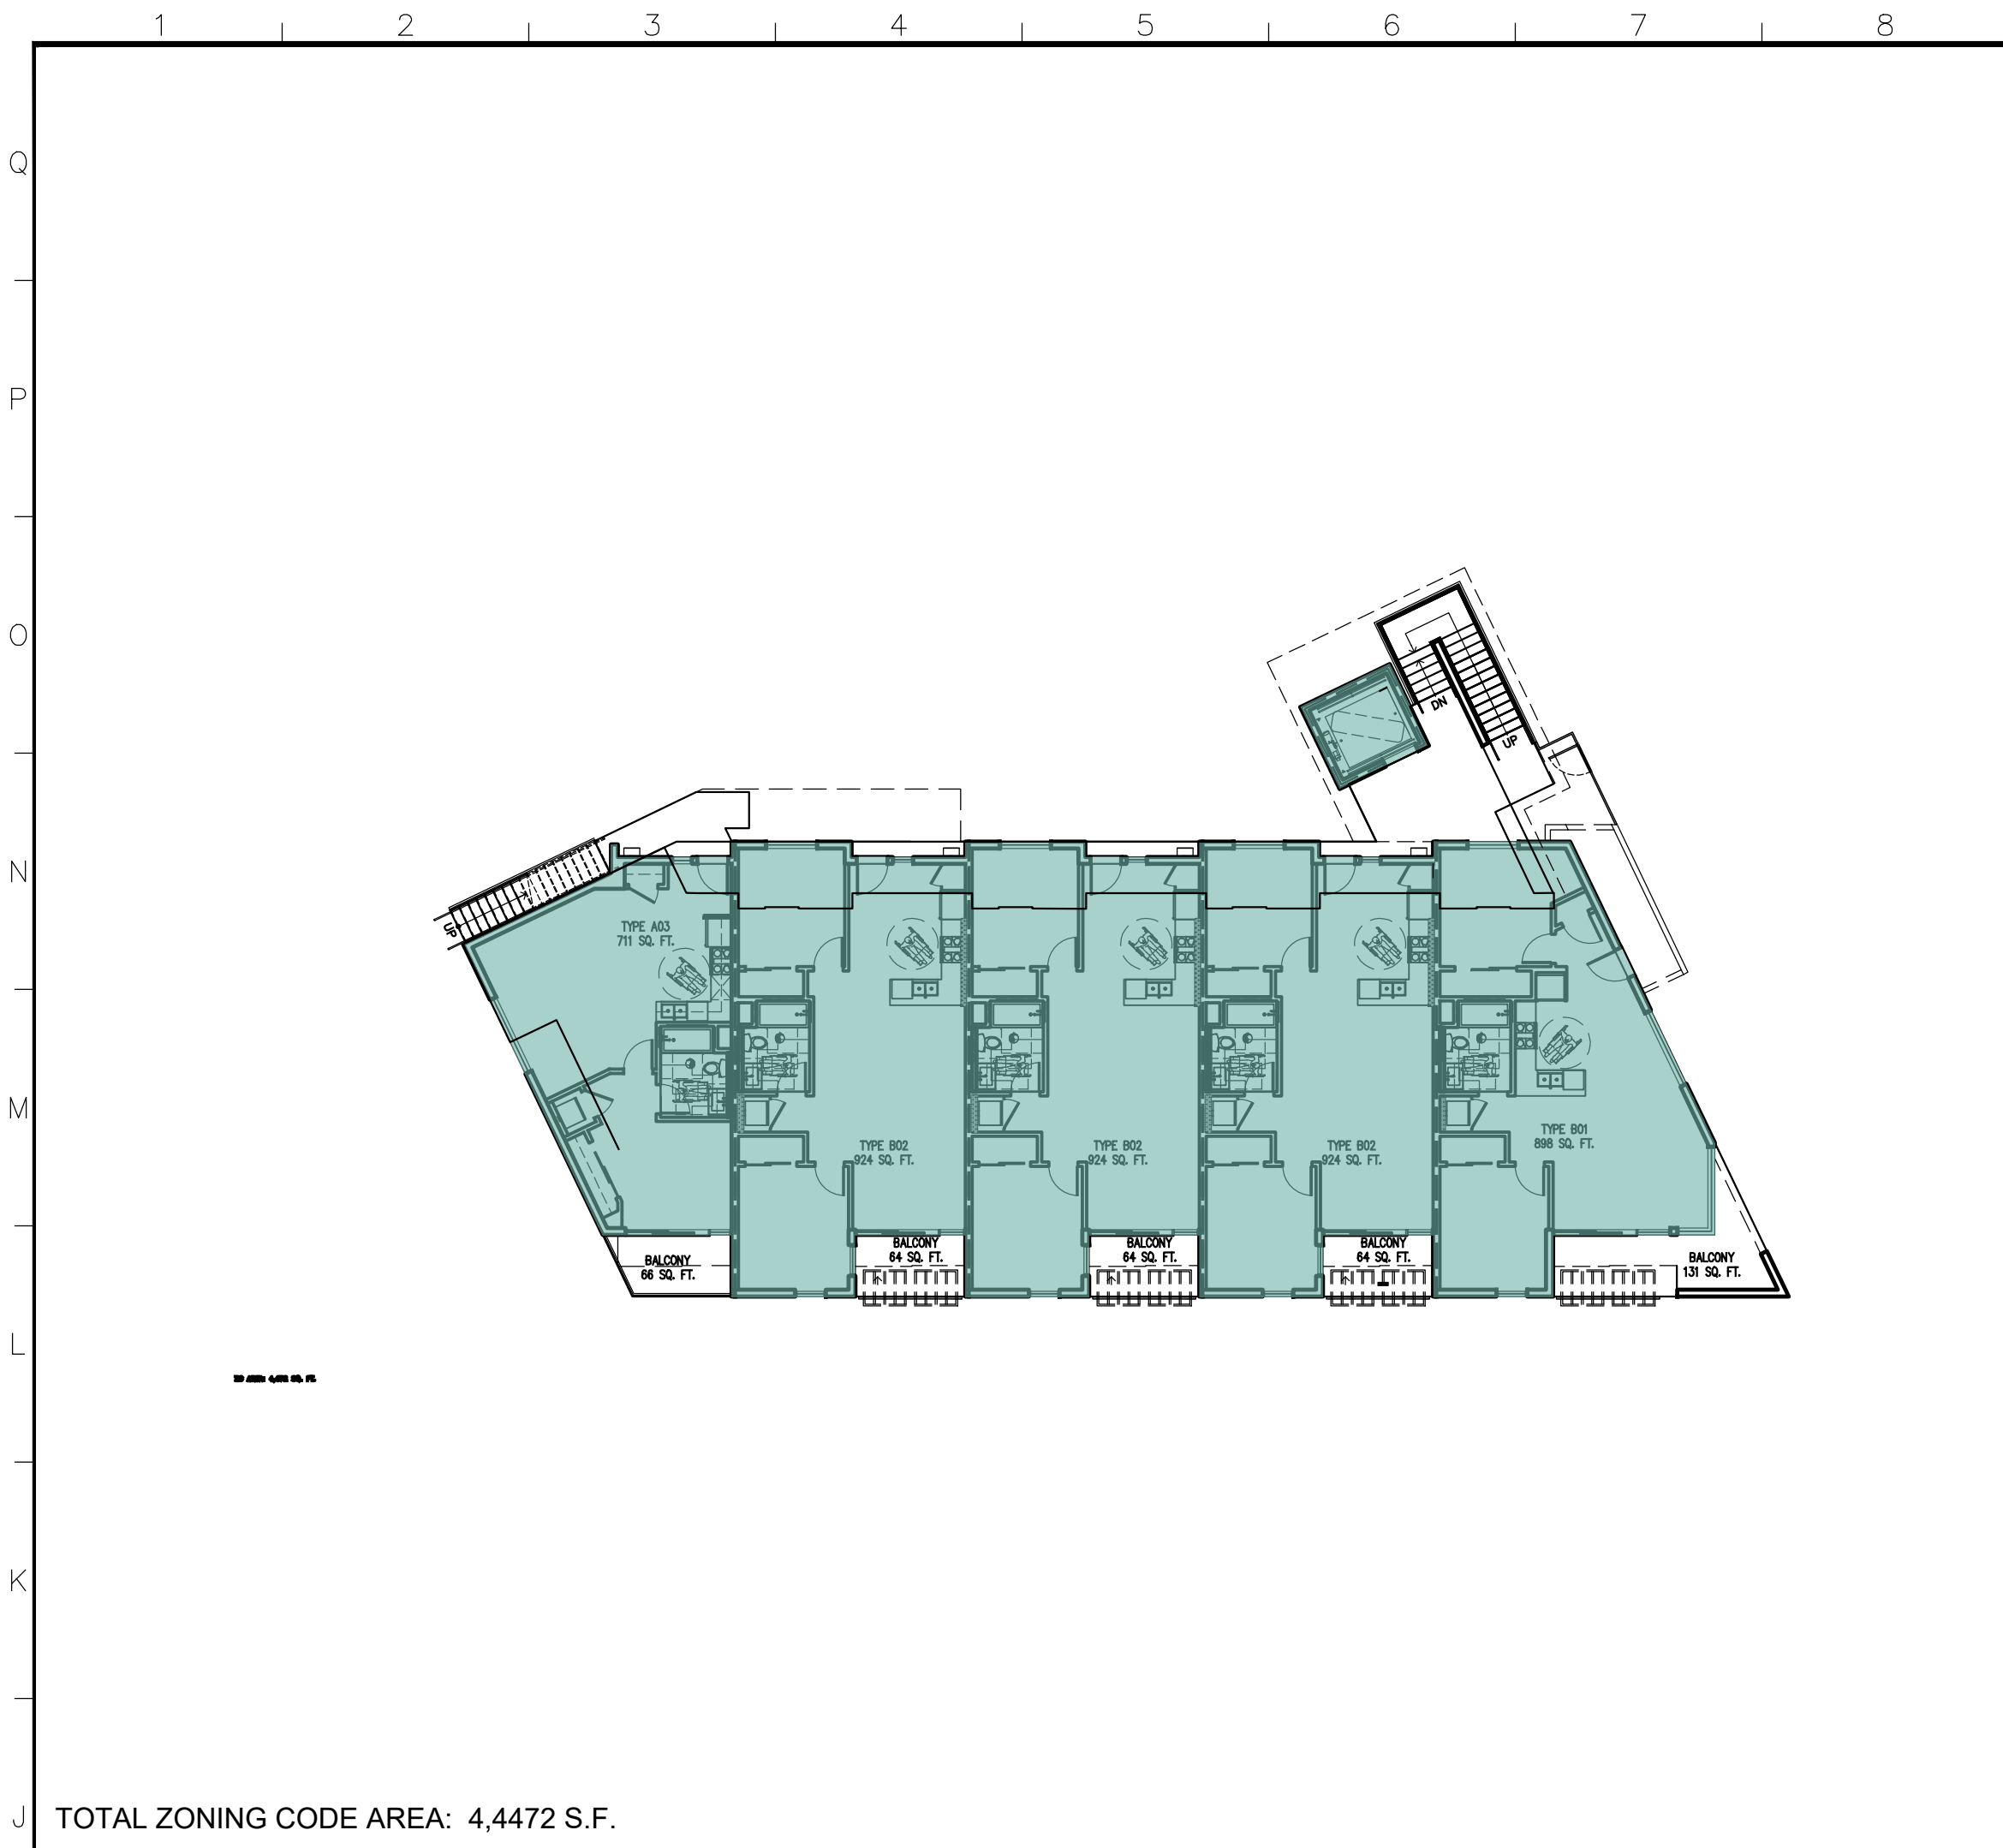 1 2 3 4 5 6 7 8
Q
P
O
DN
UP
N
UP
TYPE A03
711 SQ. FT.
M
TYPE B02
924 SQ. FT.
TYPE B02
924 SQ. FT.
TYPE B02
924 SQ. FT.
TYPE B01
898 SQ. FT.
BALCONY
66 SQ. FT.
BALCONY
64 SQ. FT.
BALCONY
64 SQ. FT.
BALCONY
64 SQ. FT.
BALCONY
131 SQ. FT.
L
SQ. FT.
K
J
TOTAL ZONING CODE AREA: 4,4472 S.F.